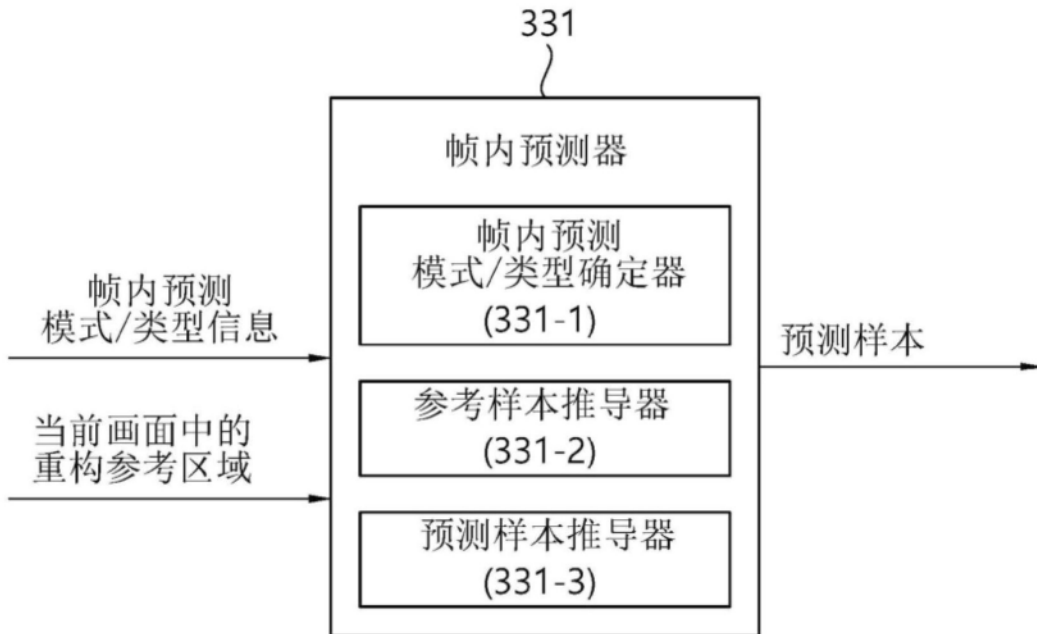 331
帧内预测器
帧内预测
模式/类型确定器
(331-1)
帧内预测
模式/类型信息
预测样本
参考样本推导器
(331-2)
当前画面中的
重构参考区域
预测样本推导器
(331-3)